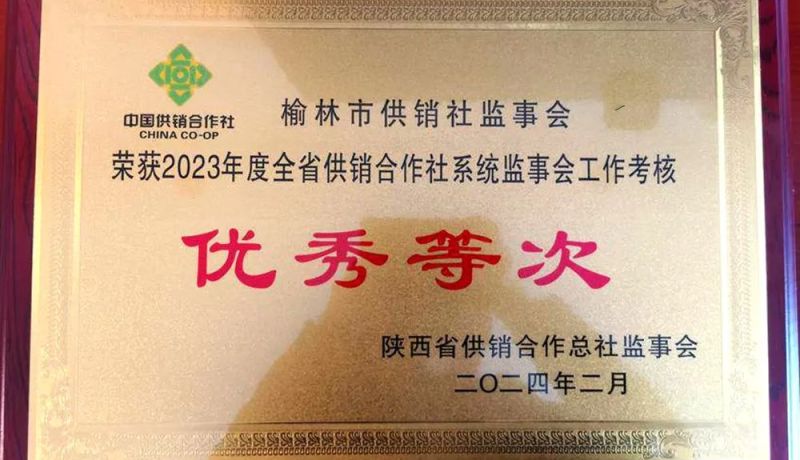 中国供销合作社
CHINA CO-OP
榆林市供销社监事会
荣获2023年度全省供销合作社系统监事会工作考核
优秀等次
陕西省供销合作总社监事会
二〇二四年二月